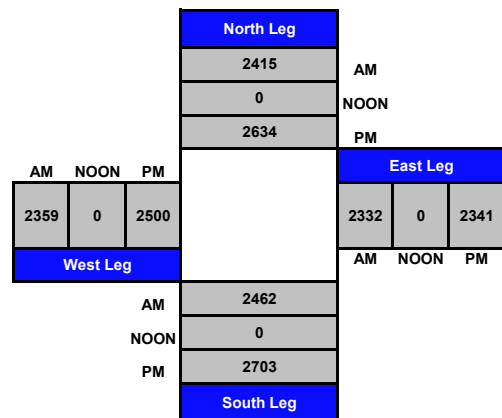 North Leg
2415 AM
0 NOON
2634 PM
AM NOON PM
East Leg
2359 0 2500
2332 0 2341
West Leg
AM NOON PM
AM 2462
NOON 0
PM 2703
South Leg